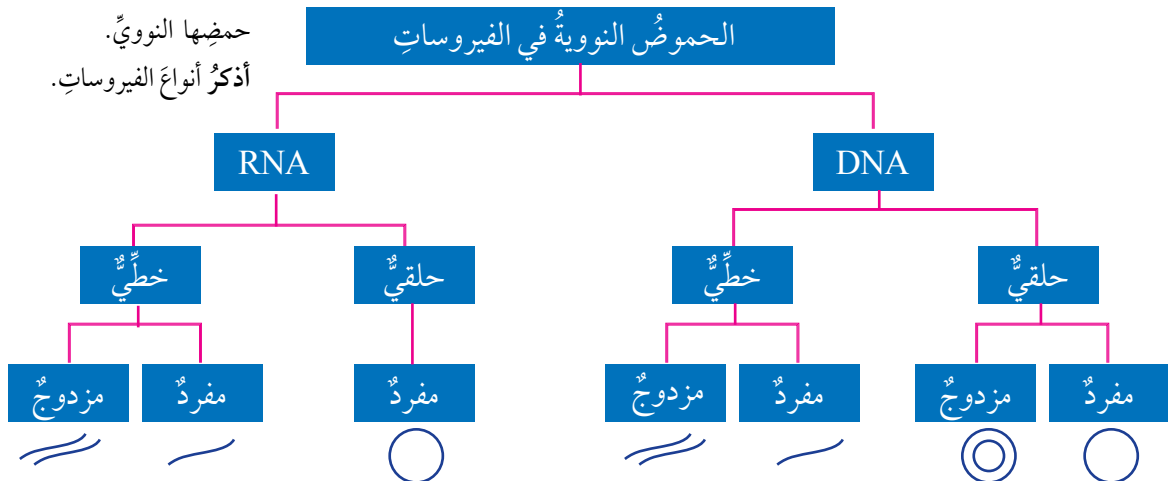 حمضِها النوويِّ.
أذكرُ أنواعَ الفيروساتِ.
الحموضُ النوويةُ في الفيروساتِ
DNA
RNA
حلقيٌّ
خطِّيٌّ
حلقيٌّ
خطِّيٌّ
مفردٌ
مزدوجٌ
مفردٌ
مزدوجٌ
مفردٌ
مفردٌ
مزدوجٌ